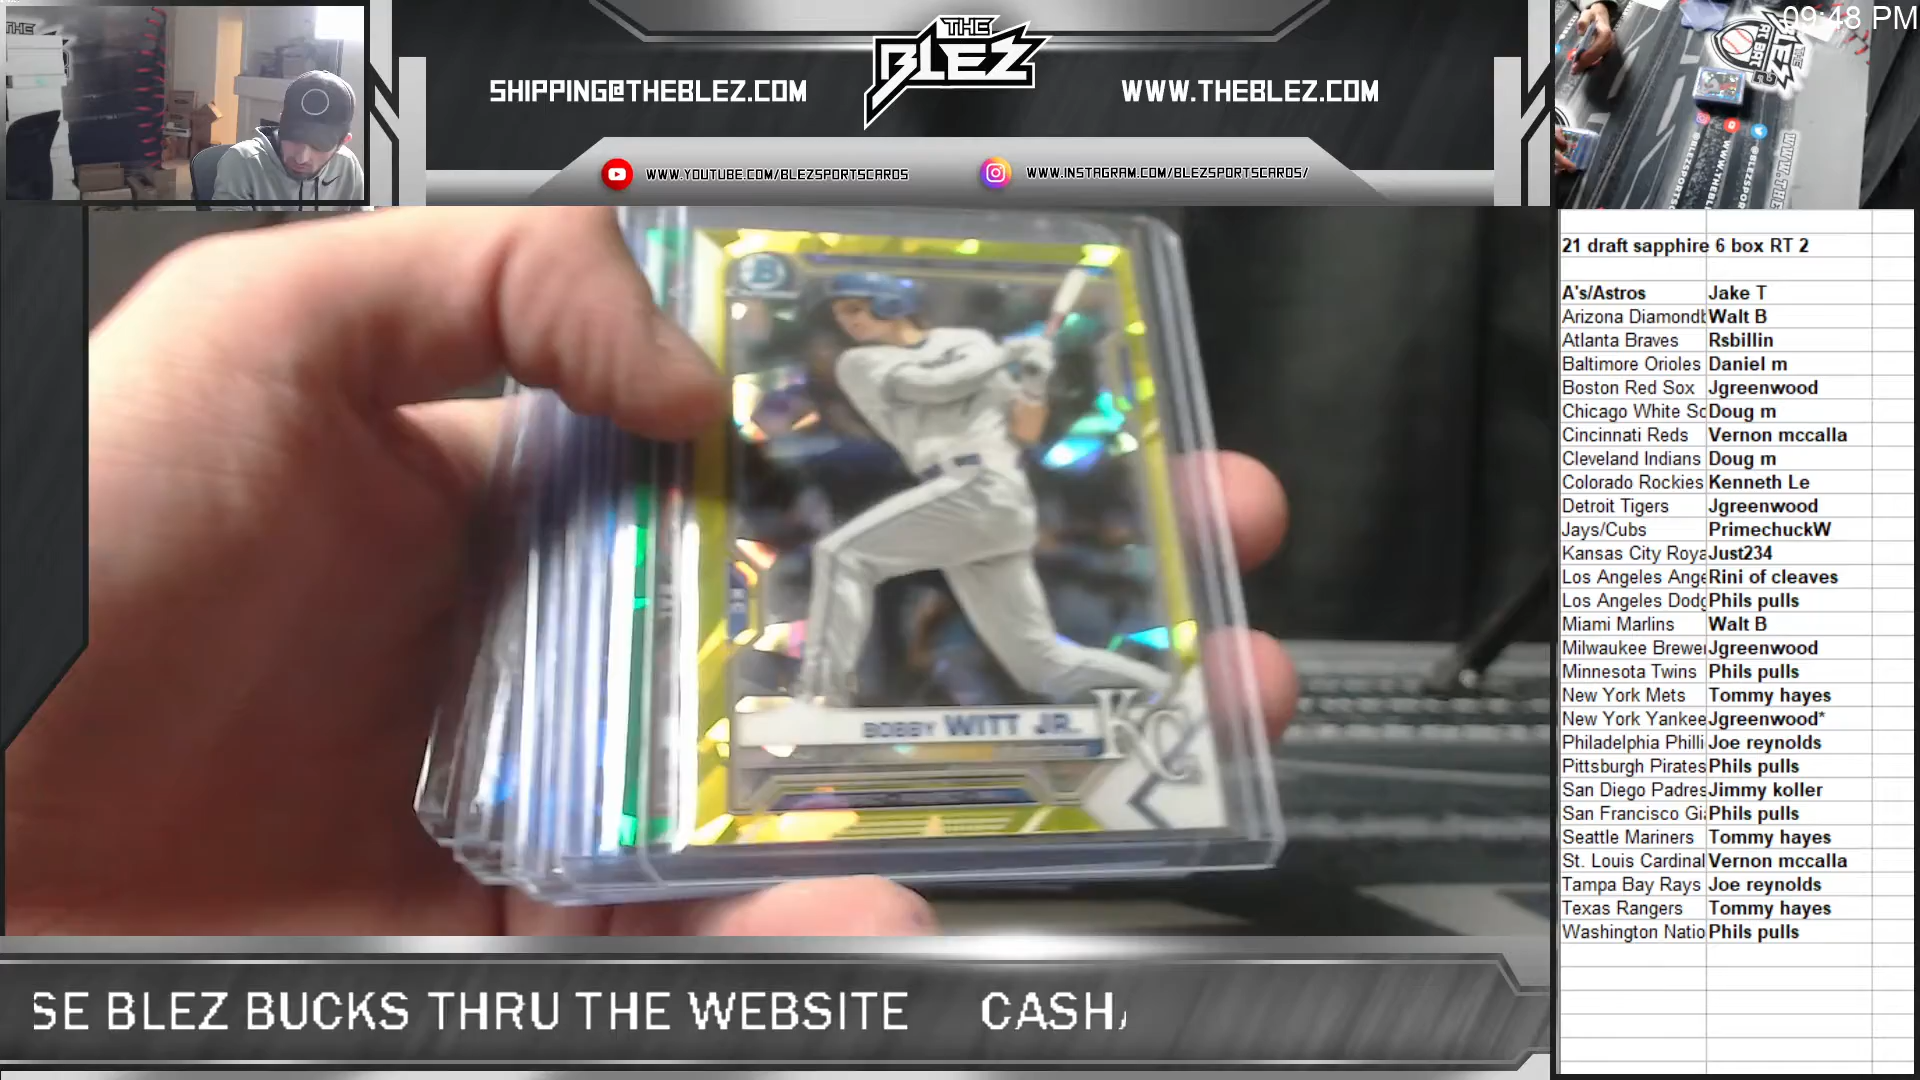 09:48 PM
THE
BLEZ
SHIPPING@THEBLEZ.COM
WWW.THEBLEZ.COM
WWW.YOUTUBE.COM/BLEZSPORTSCARDS
WWW.INSTAGRAM.COM/BLEZSPORTSCARDS/
THE
BLEZ
AT BAT
21 draft sapphire 6 box RT 2
A's/Astros Jake T
Arizona Diamondb Walt B
Atlanta Braves Rsbillin
Baltimore Orioles Daniel m
Boston Red Sox Jgreenwood
Chicago White So Doug m
Cincinnati Reds Vernon mccalla
Cleveland Indians Doug m
Colorado Rockies Kenneth Le
Detroit Tigers Jgreenwood
Jays/Cubs PrimechuckW
Kansas City Roya Just234
Los Angeles Ange Rini of cleaves
Los Angeles Dodg Phils pulls
Miami Marlins Walt B
Milwaukee Brewer Jgreenwood
Minnesota Twins Phils pulls
New York Mets Tommy hayes
New York Yankee Jgreenwood*
Philadelphia Philli Joe reynolds
Pittsburgh Pirates Phils pulls
San Diego Padres Jimmy koller
San Francisco Gi Phils pulls
Seattle Mariners Tommy hayes
St. Louis Cardinal Vernon mccalla
Tampa Bay Rays Joe reynolds
Texas Rangers Tommy hayes
Washington Natio Phils pulls
B
BOBBY WITT JR.
KC
SE BLEZ BUCKS THRU THE WEBSITE CASH